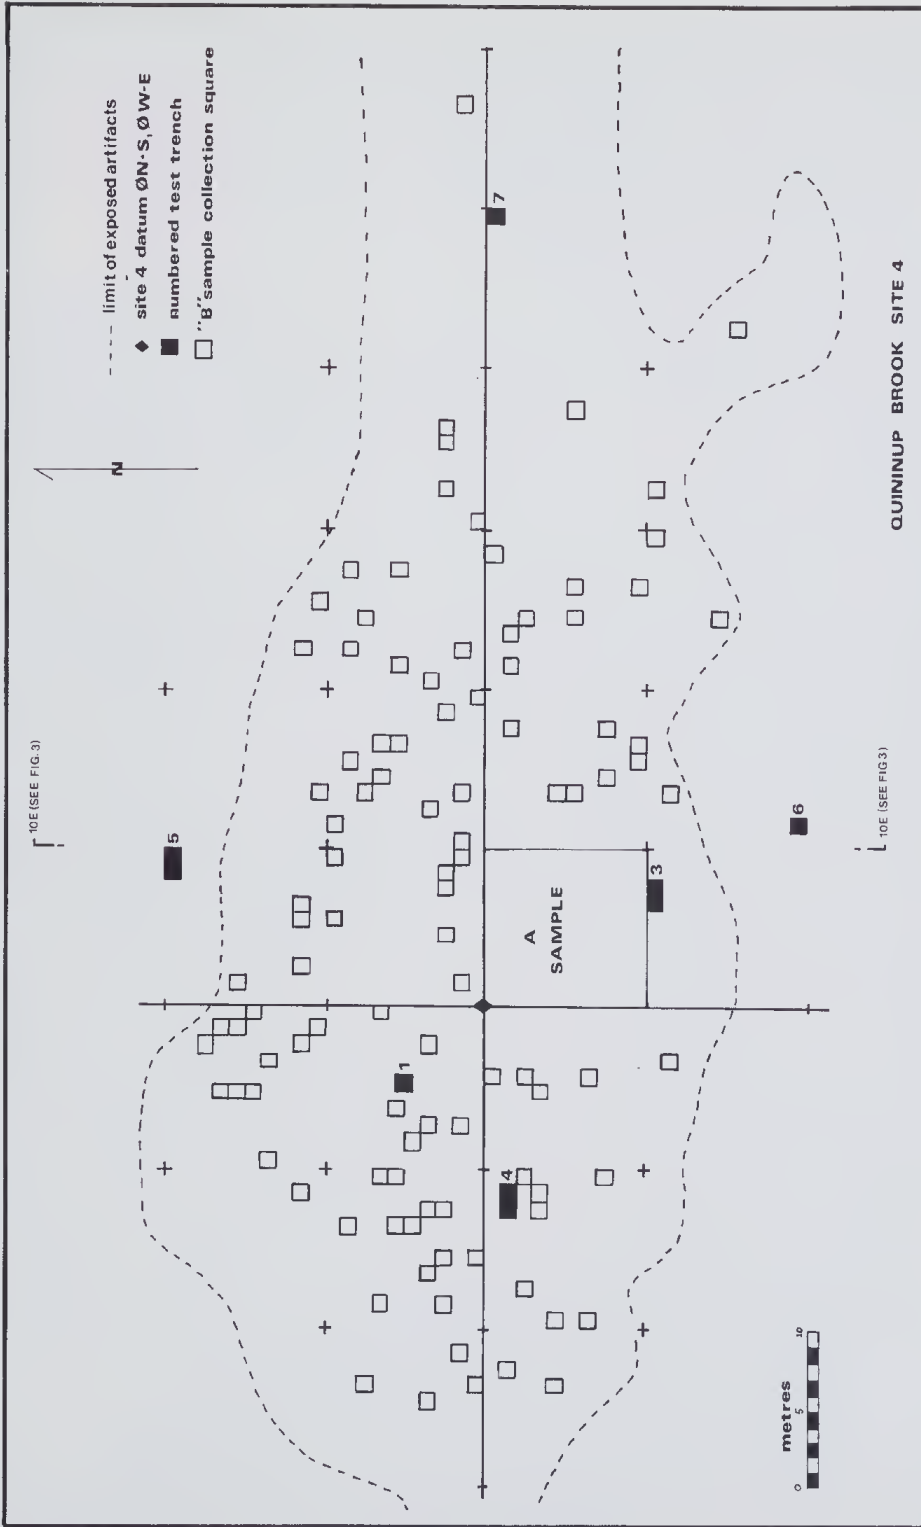 limit of exposed artifacts
site 4 datum ØN-S, ØW-E
numbered test trench
"B" sample collection square
N
10E (SEE FIG. 3)
5
7
1
A
SAMPLE
4
3
6
10E (SEE FIG 3)
metres
0 5 10
QUININUP BROOK SITE 4